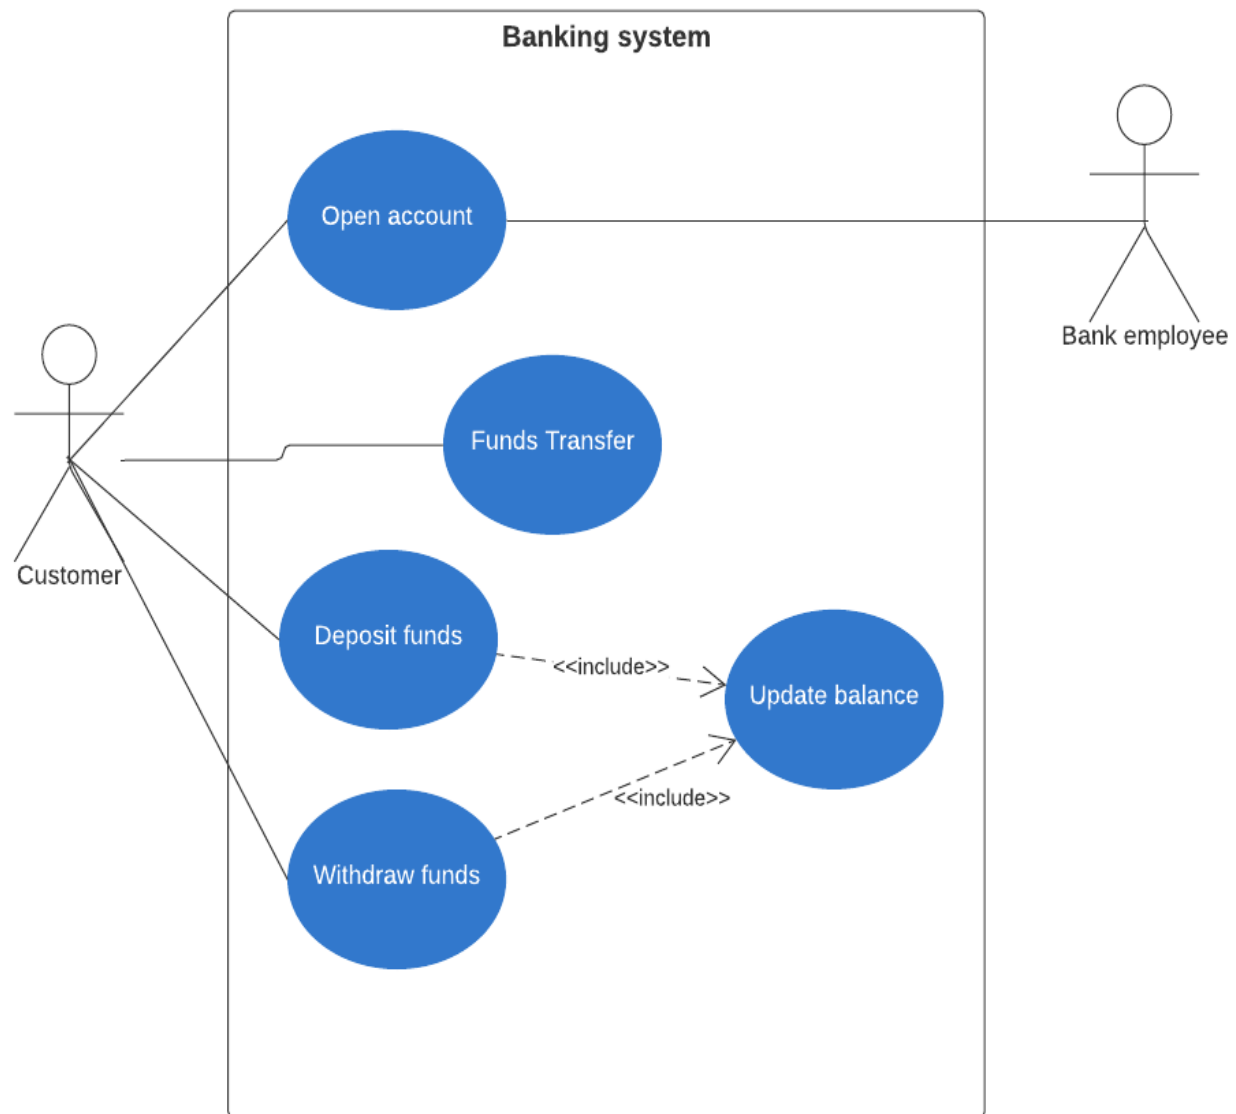 Banking system
Open account
Bank employee
Funds Transfer
Customer
Deposit funds
<<include>>
Update balance
<<include>>
Withdraw funds